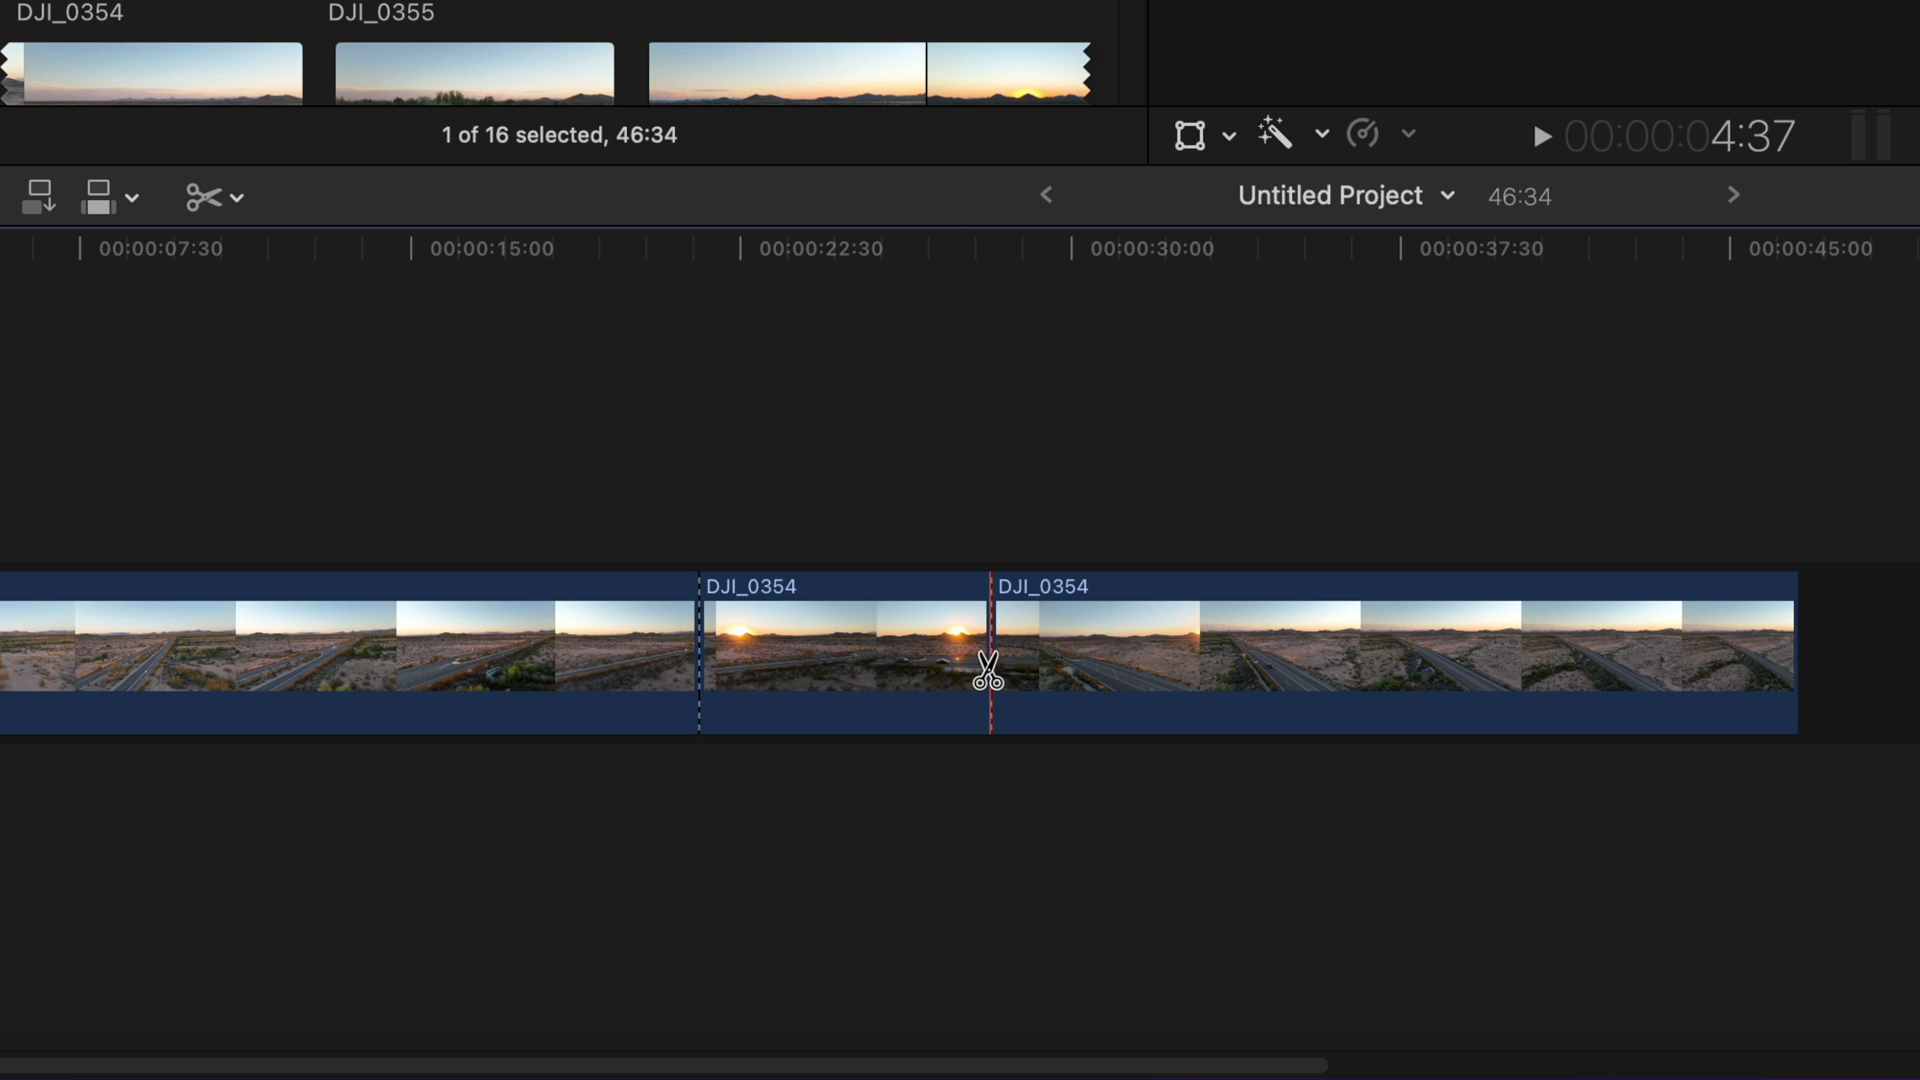 DJI_0354
DJI_0355
1 of 16 selected, 46:34
00:00:04:37
Untitled Project
46:34
00:00:07:30
00:00:15:00
00:00:22:30
00:00:30:00
00:00:37:30
00:00:45:00
DJI_0354
DJI_0354